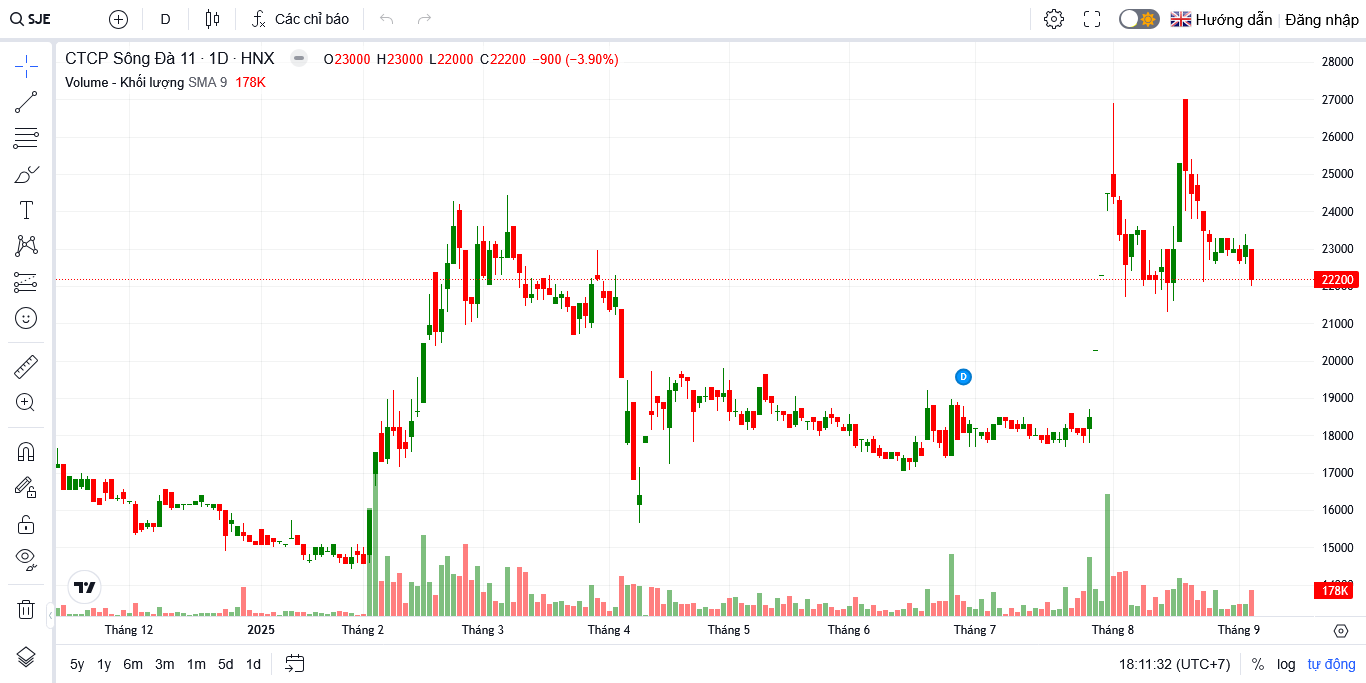 SJE D Các chỉ báo Hướng dẫn Đăng nhập
CTCP Sông Đà 11 · 1D · HNX O23000 H23000 L22000 C22200 −900 (−3.90%)
Volume - Khối lượng SMA 9 178K
28000
27000
26000
25000
24000
23000
22200
22000
21000
20000
D
19000
18000
17000
16000
15000
14000
178K
Tháng 12 2025 Tháng 2 Tháng 3 Tháng 4 Tháng 5 Tháng 6 Tháng 7 Tháng 8 Tháng 9
5y 1y 6m 3m 1m 5d 1d 18:11:32 (UTC+7) % log tự động